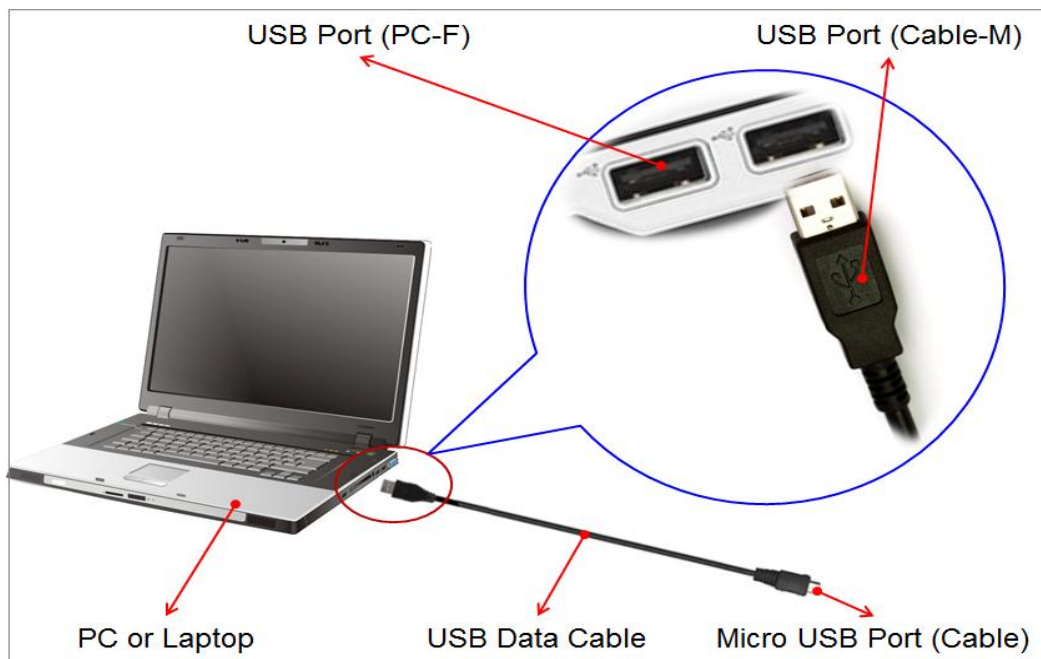 USB Port (PC-F)
USB Port (Cable-M)
PC or Laptop
USB Data Cable
Micro USB Port (Cable)